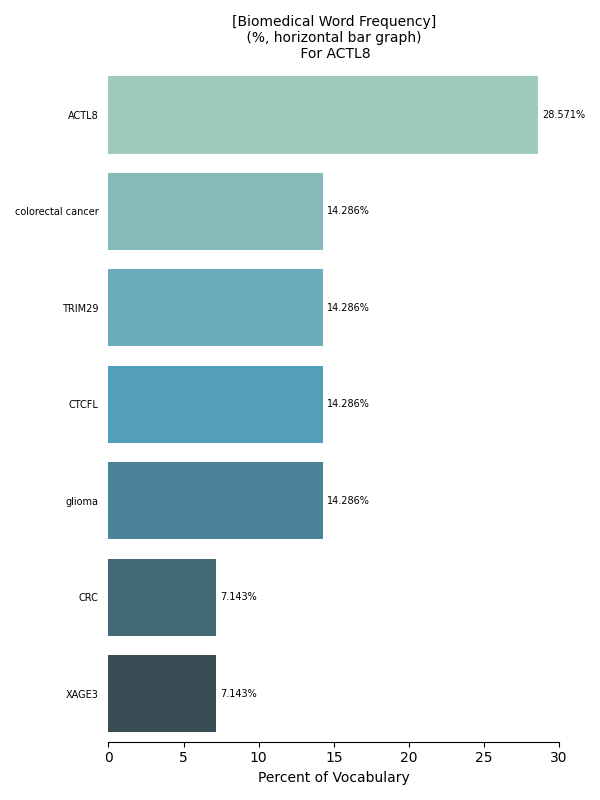 [Biomedical Word Frequency]
(%, horizontal bar graph)
For ACTL8
ACTL8
28.571%
colorectal cancer
14.286%
TRIM29
14.286%
CTCFL
14.286%
glioma
14.286%
CRC
7.143%
XAGE3
7.143%
0 5 10 15 20 25 30
Percent of Vocabulary